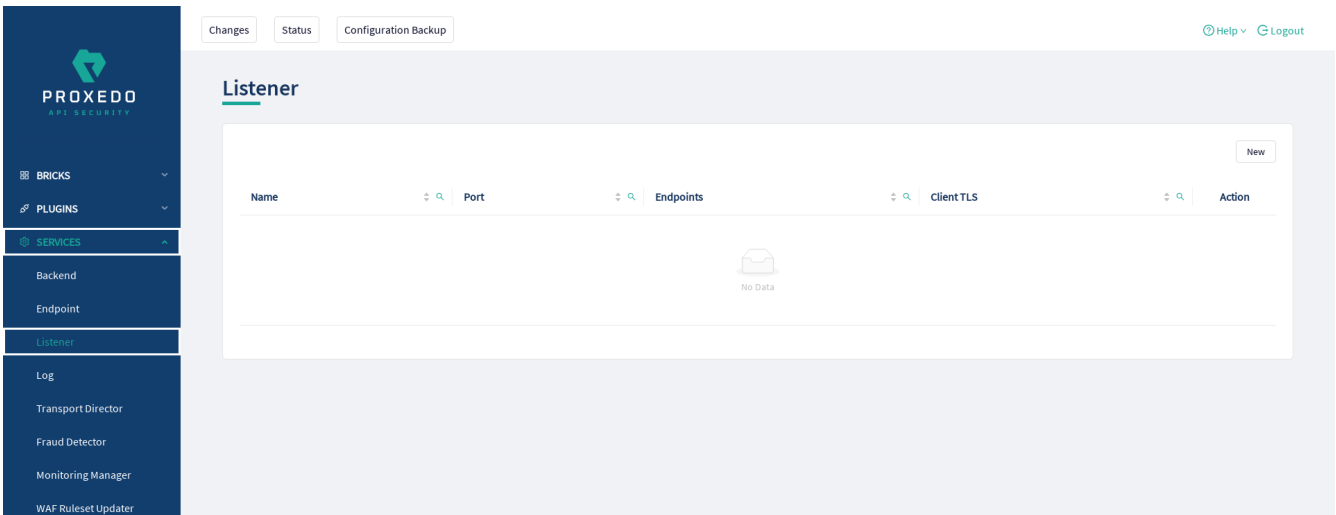 Changes Status Configuration Backup Help Logout
PROXEDO
API SECURITY
Listener
New
BRICKS
PLUGINS
SERVICES
Backend
Endpoint
Listener
Log
Transport Director
Fraud Detector
Monitoring Manager
WAF Ruleset Updater
Name Port Endpoints Client TLS Action
No Data